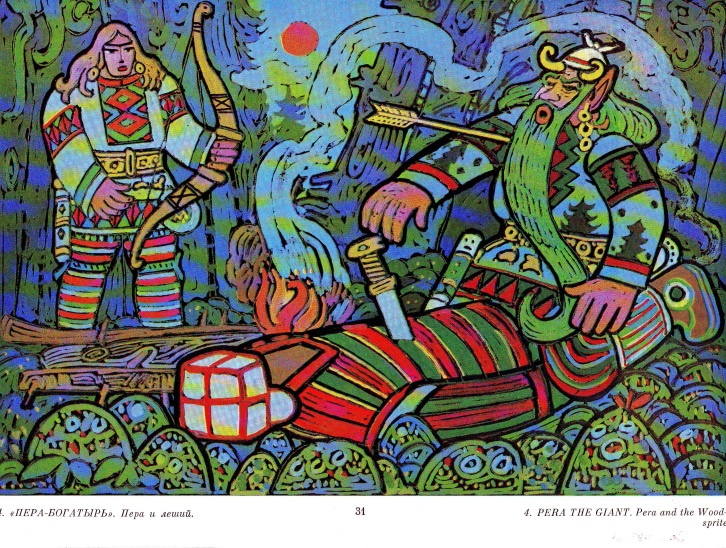 4. «ПЕРА-БОГАТЫРЬ». Пера и леший.
31
4. PERA THE GIANT. Pera and the Wood-
sprite